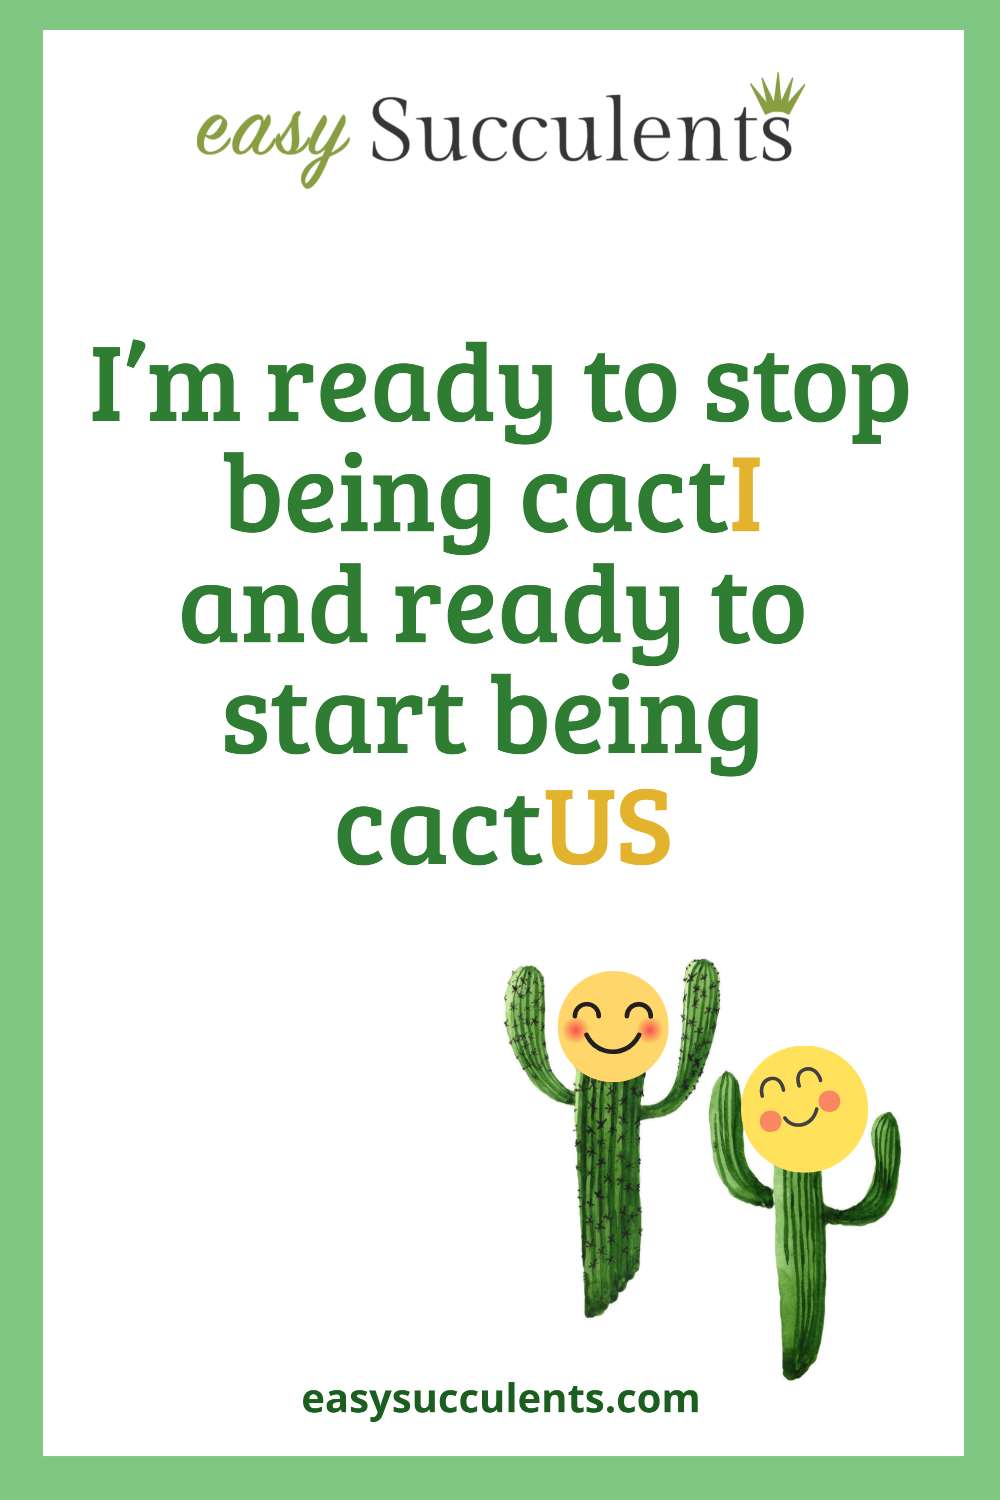 easy Succulents
I’m ready to stop
being cactI
and ready to
start being
cactUS
easysucculents.com